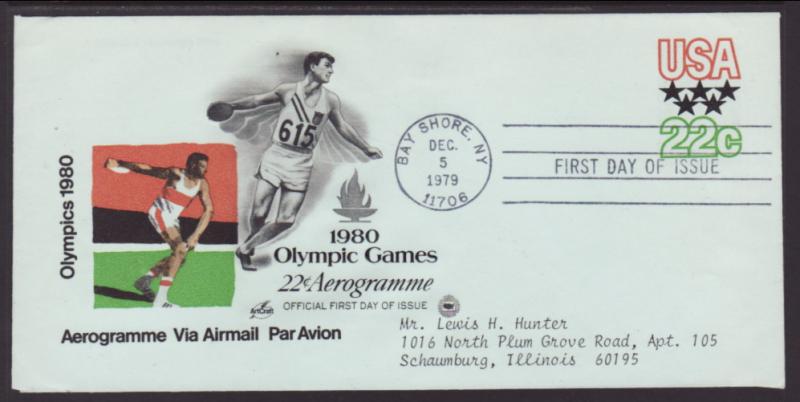 USA
22c
BAY SHORE, NY
DEC.
5
1979
11706
FIRST DAY OF ISSUE
615
Olympics 1980
1980
Olympic Games
22¢ Aerogramme
ArtCraft
OFFICIAL FIRST DAY OF ISSUE
Aerogramme Via Airmail Par Avion
Mr. Lewis H. Hunter
1016 North Plum Grove Road, Apt. 105
Schaumburg, Illinois 60195